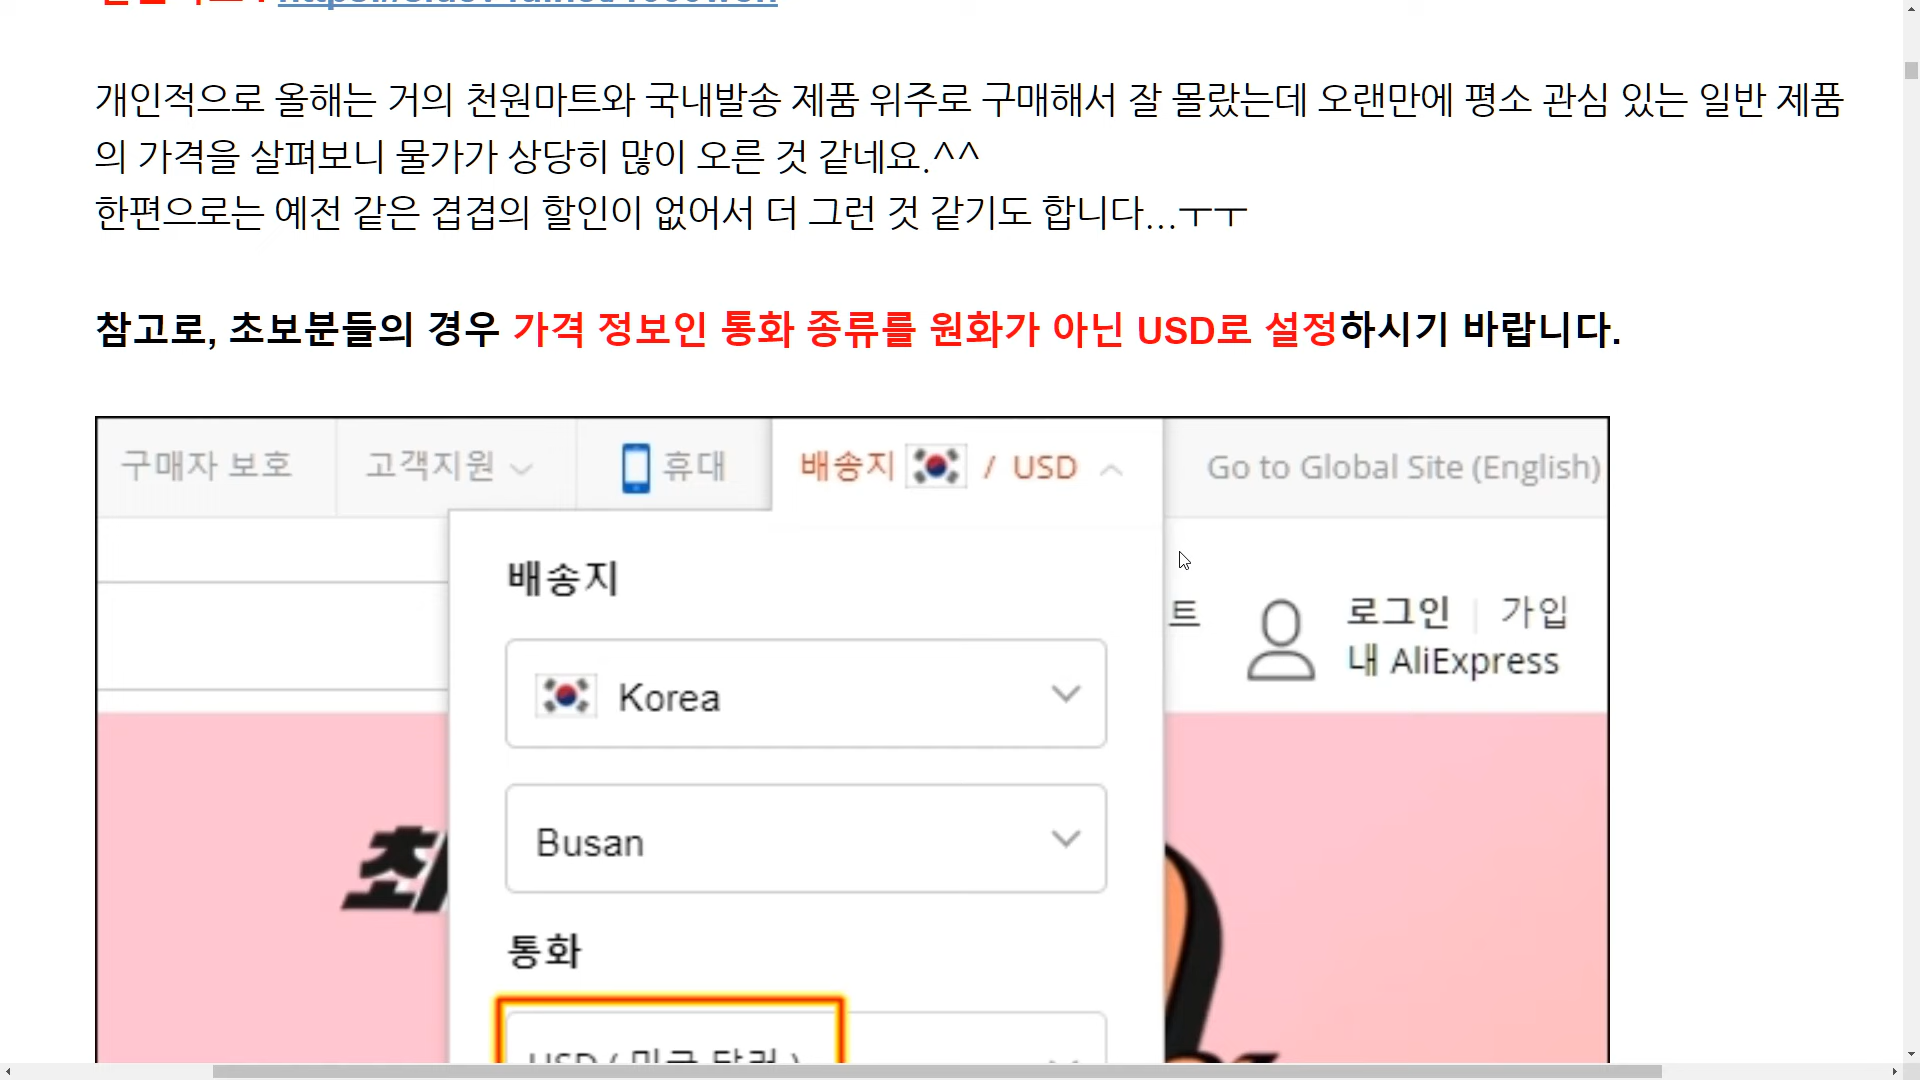 개인적으로 올해는 거의 천원마트와 국내발송 제품 위주로 구매해서 잘 몰랐는데 오랜만에 평소 관심 있는 일반 제품
의 가격을 살펴보니 물가가 상당히 많이 오른 것 같네요.^^
한편으로는 예전 같은 겹겹의 할인이 없어서 더 그런 것 같기도 합니다...ㅜㅜ
참고로, 초보분들의 경우 가격 정보인 통화 종류를 원화가 아닌 USD로 설정하시기 바랍니다.
구매자 보호 고객지원 휴대 배송지 / USD Go to Global Site (English)
배송지
트 로그인 | 가입
내 AliExpress
Korea
Busan
통화
USD ( 미국 달러 )